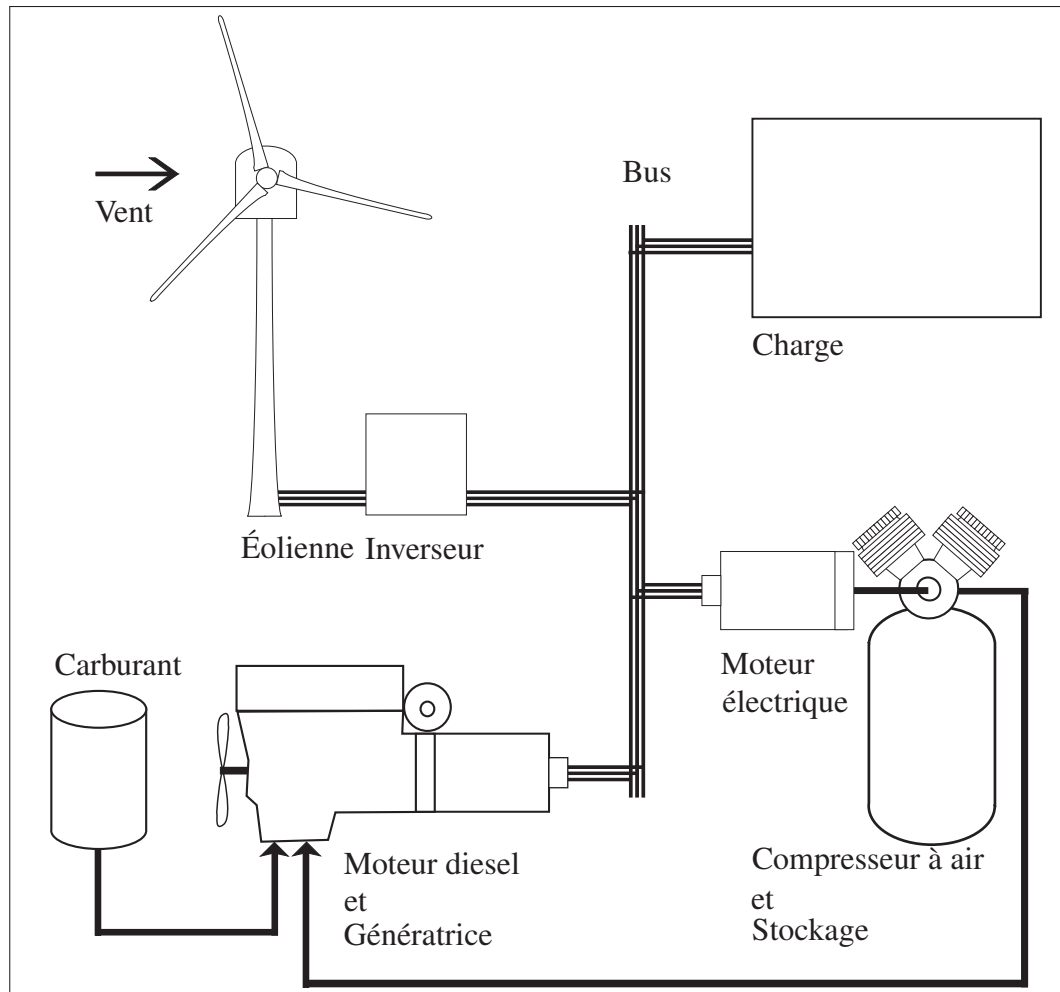 Bus
Vent
Charge
Éolienne
Inverseur
Carburant
Moteur
électrique
Moteur diesel
et
Génératrice
Compresseur à air
et
Stockage